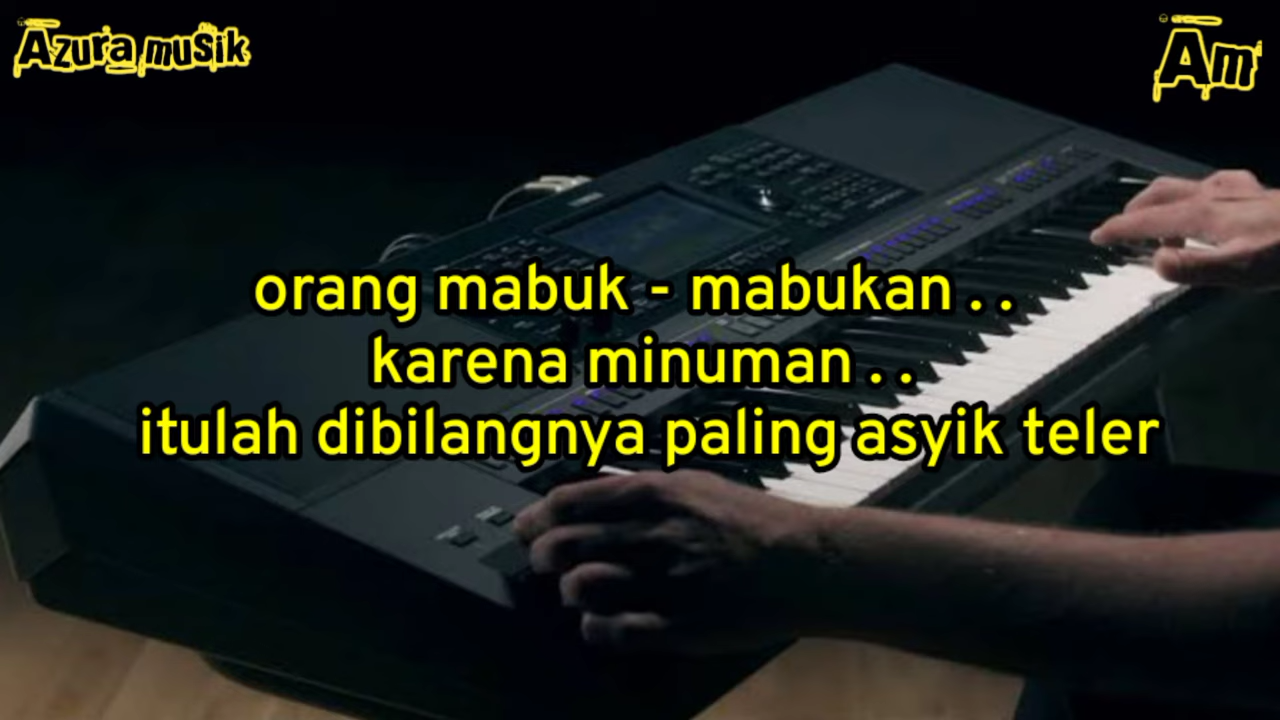 Azura musik
Am
orang mabuk - mabukan . .
karena minuman . .
itulah dibilangnya paling asyik teler